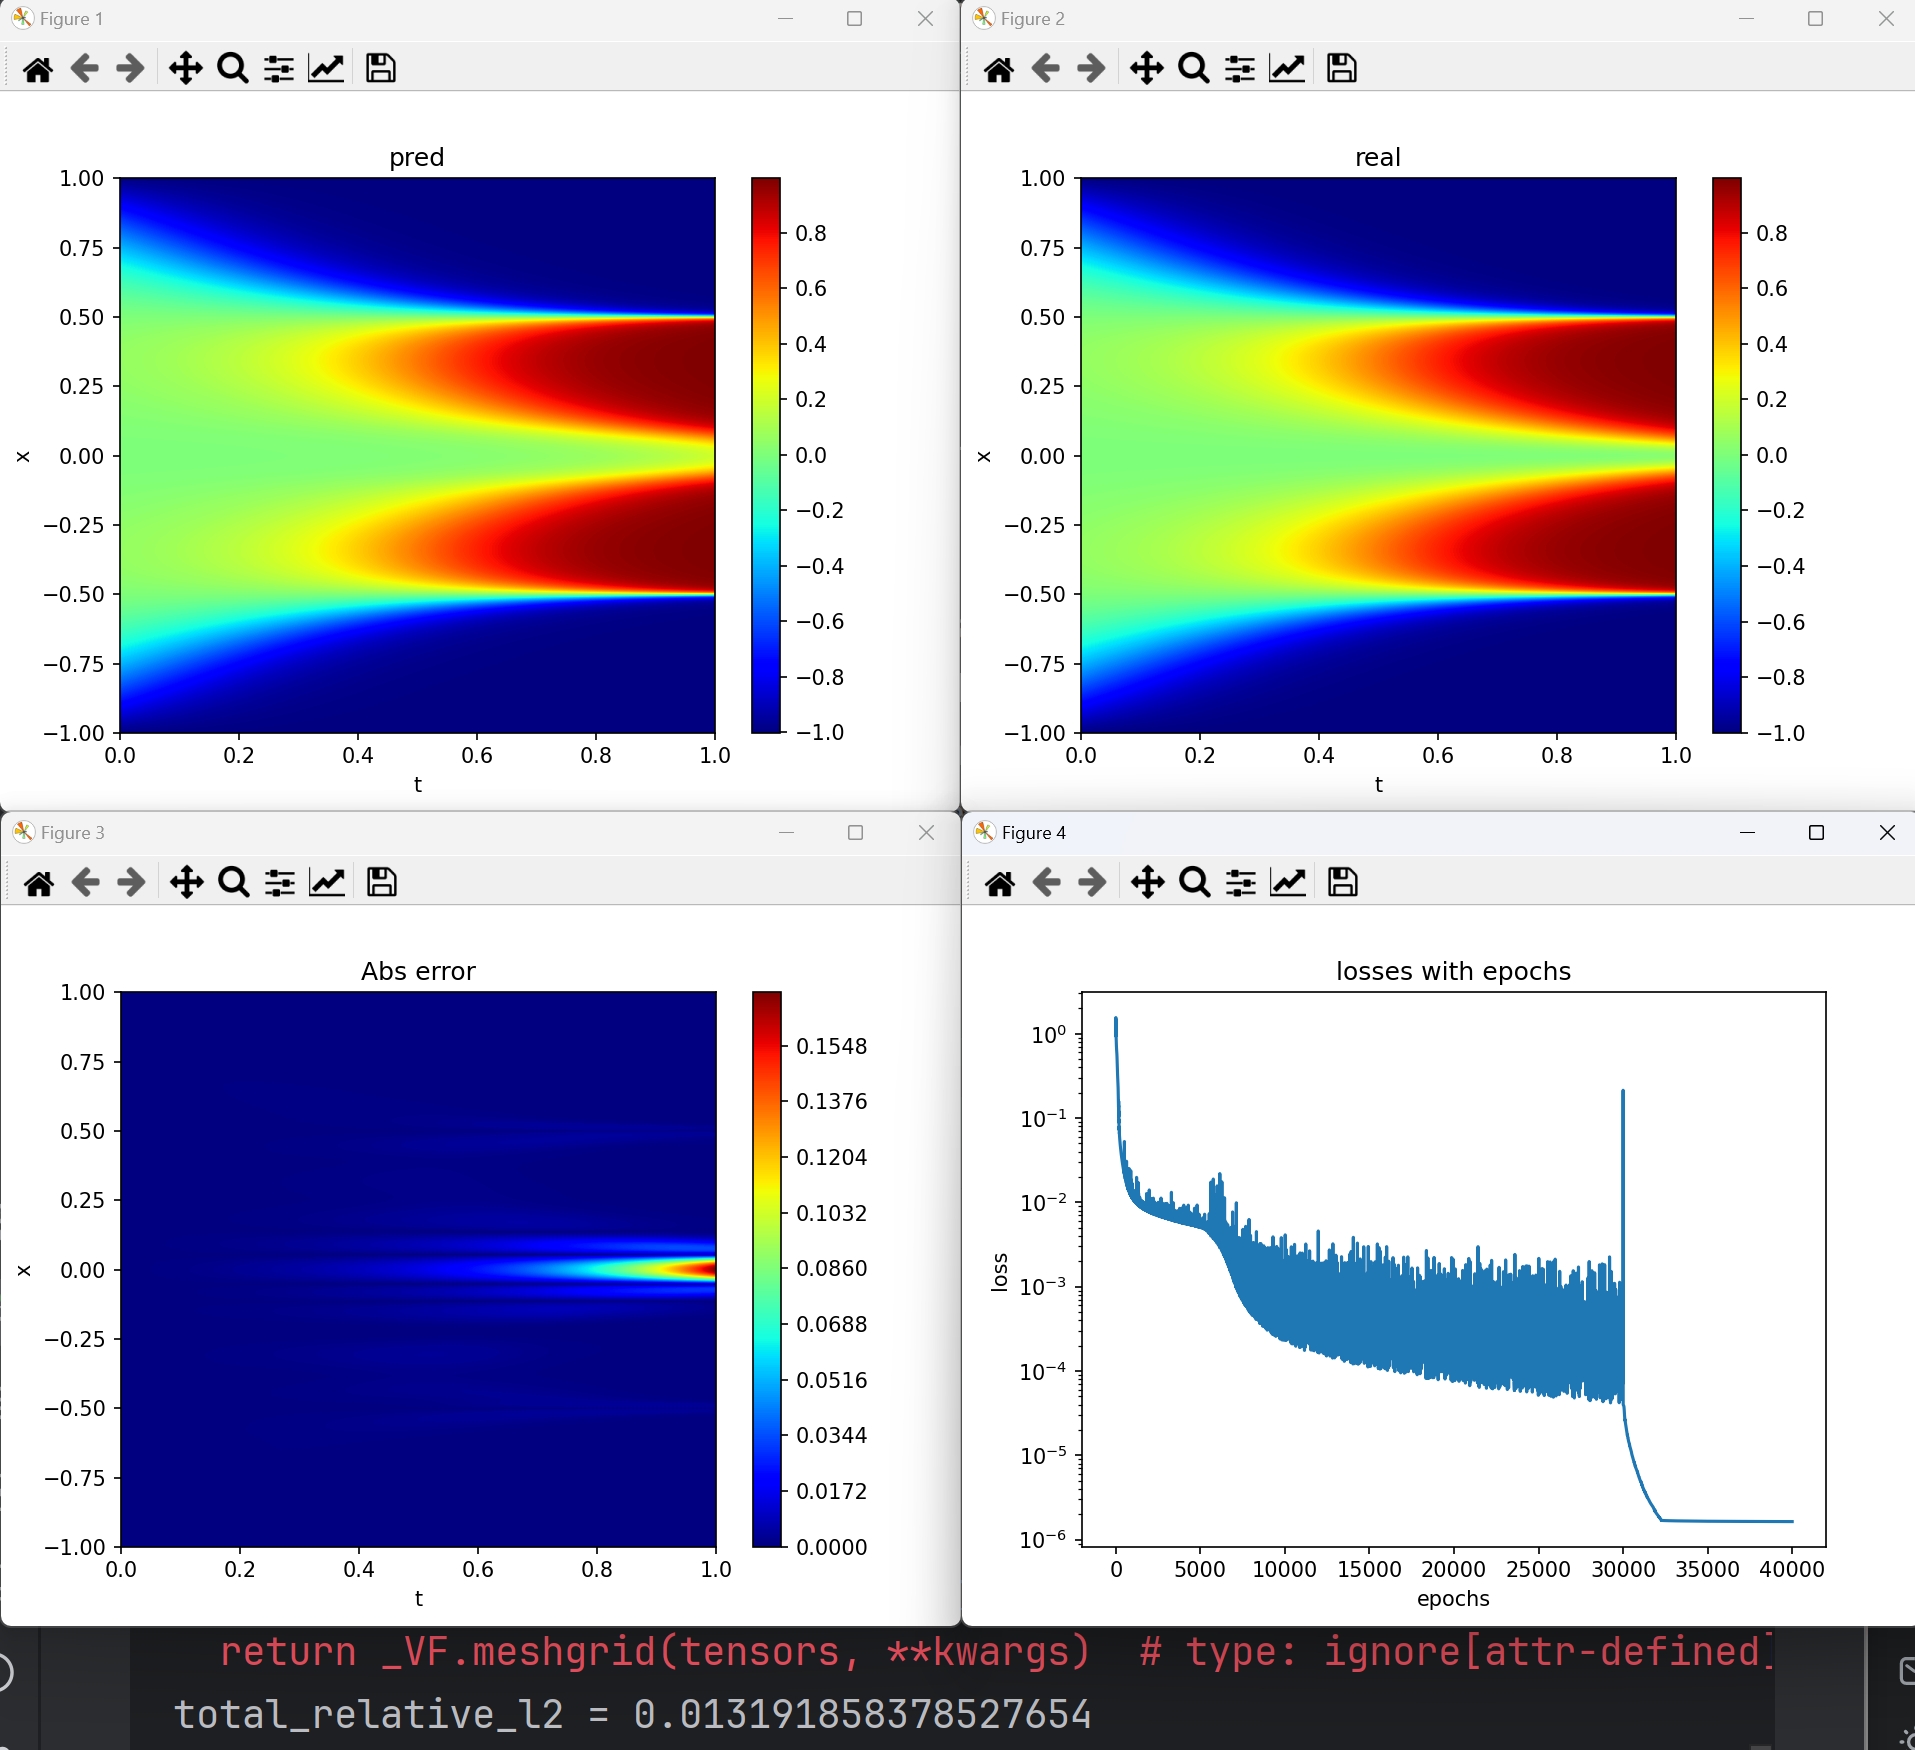 Figure 1
pred
1.00
0.75
0.50
0.25
0.00
−0.25
−0.50
−0.75
−1.00
x
0.0 0.2 0.4 0.6 0.8 1.0
t
0.8
0.6
0.4
0.2
0.0
−0.2
−0.4
−0.6
−0.8
−1.0
Figure 2
real
1.00
0.75
0.50
0.25
0.00
−0.25
−0.50
−0.75
−1.00
x
0.0 0.2 0.4 0.6 0.8 1.0
t
0.8
0.6
0.4
0.2
0.0
−0.2
−0.4
−0.6
−0.8
−1.0
Figure 3
Abs error
1.00
0.75
0.50
0.25
0.00
−0.25
−0.50
−0.75
−1.00
x
0.0 0.2 0.4 0.6 0.8 1.0
t
0.1548
0.1376
0.1204
0.1032
0.0860
0.0688
0.0516
0.0344
0.0172
0.0000
Figure 4
losses with epochs
10⁰
10⁻¹
10⁻²
10⁻³
10⁻⁴
10⁻⁵
10⁻⁶
loss
0 5000 10000 15000 20000 25000 30000 35000 40000
epochs
return _VF.meshgrid(tensors, **kwargs)  # type: ignore[attr-defined]
total_relative_l2 = 0.013191858378527654